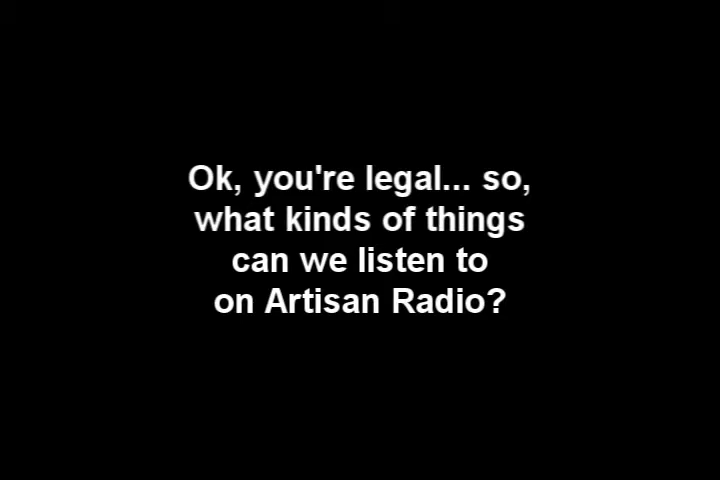 Ok, you're legal... so,
what kinds of things
can we listen to
on Artisan Radio?